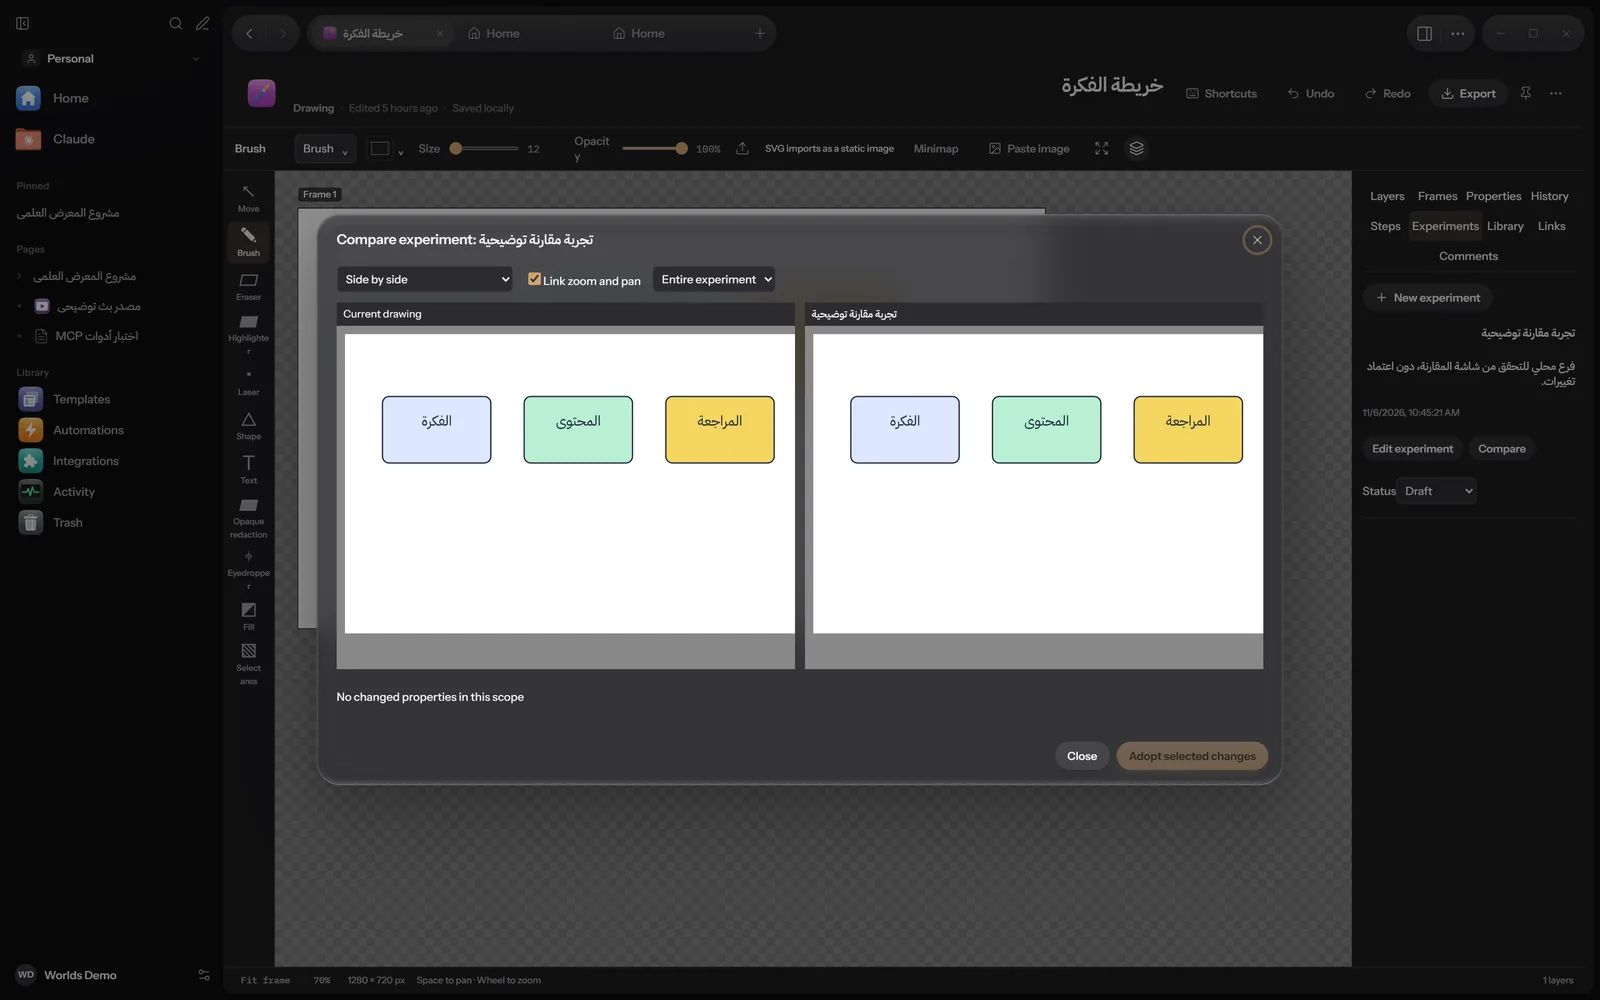 Personal
Home
Claude
Pinned
مشروع المعرض العلمي
Pages
مشروع المعرض العلمي
مصدر بث توضيحي
اختبار أدوات MCP
Library
Templates
Automations
Integrations
Activity
Trash
WD Worlds Demo
خريطة الفكرة
Home
Home
خريطة الفكرة
Drawing · Edited 5 hours ago · Saved locally
Shortcuts
Undo
Redo
Export
Brush
Brush
Size
12
Opacit
y
100%
SVG imports as a static image
Minimap
Paste image
Move
Brush
Eraser
Highlighte
r
Laser
Shape
Text
Opaque
redaction
Eyedroppe
r
Fill
Select
area
Frame 1
Compare experiment: تجربة مقارنة توضيحية
Side by side
Link zoom and pan
Entire experiment
Current drawing
الفكرة
المحتوى
المراجعة
تجربة مقارنة توضيحية
الفكرة
المحتوى
المراجعة
No changed properties in this scope
Close
Adopt selected changes
Layers Frames Properties History
Steps Experiments Library Links
Comments
New experiment
تجربة مقارنة توضيحية
فرع محلي للتحقق من شاشة المقارنة، دون اعتماد
تغييرات.
11/6/2026, 10:45:21 AM
Edit experiment
Compare
Status Draft
Fit frame
70%
1280 × 720 px
Space to pan · Wheel to zoom
1 layers